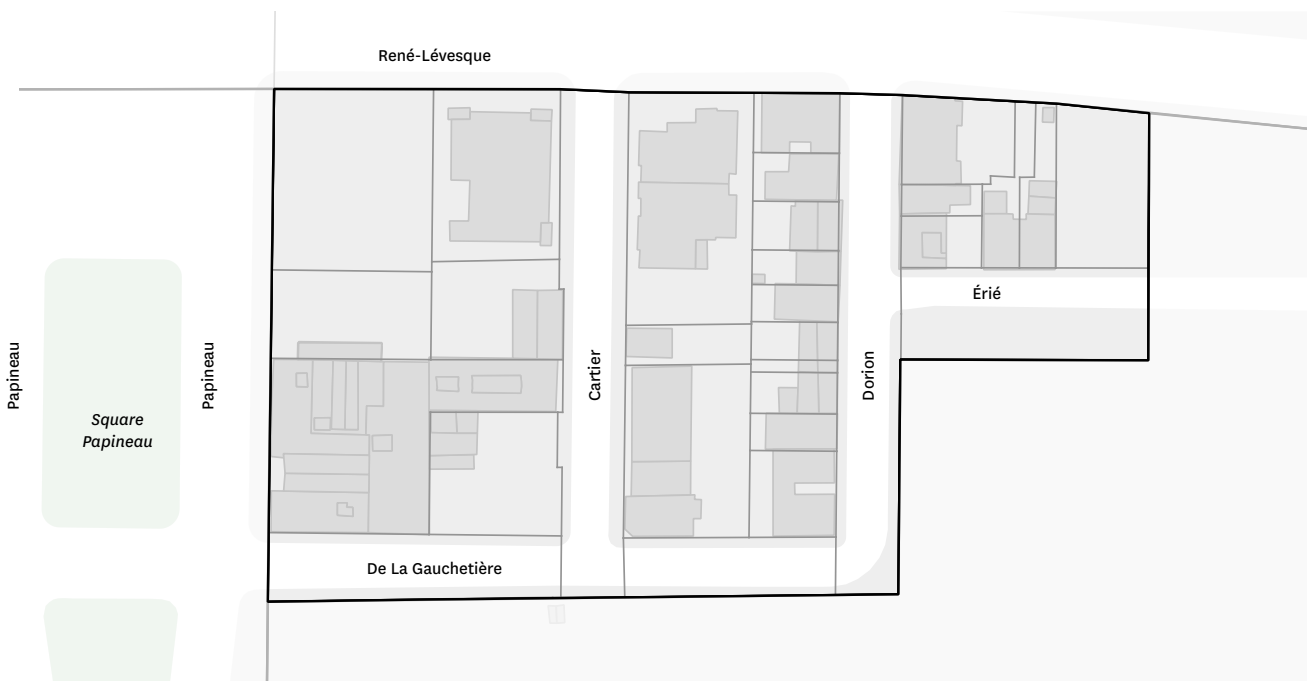 René-Lévesque
Érié
Papineau
Papineau
Cartier
Dorion
Square
Papineau
De La Gauchetière